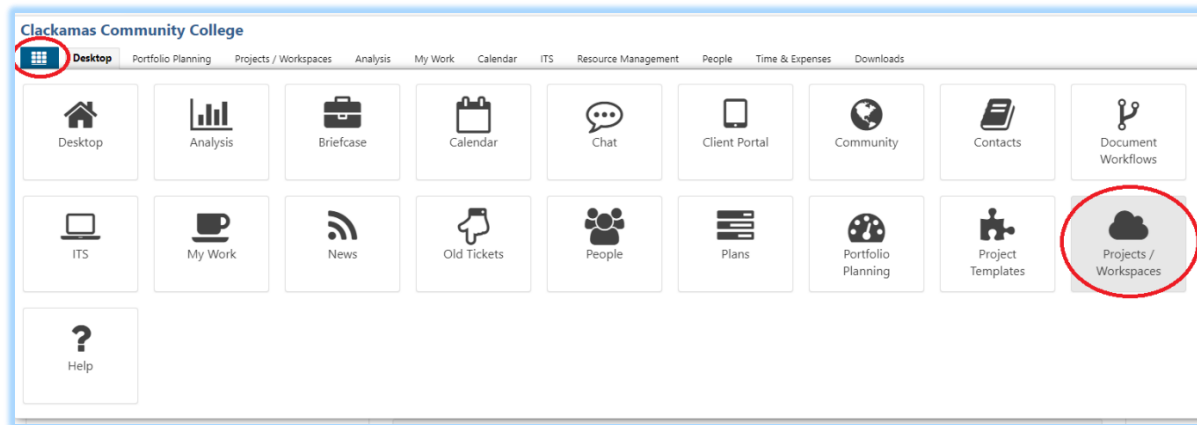 Clackamas Community College
Desktop Portfolio Planning Projects / Workspaces Analysis My Work Calendar ITS Resource Management People Time & Expenses Downloads
Desktop Analysis Briefcase Calendar Chat Client Portal Community Contacts Document
Workflows
ITS My Work News Old Tickets People Plans Portfolio Project Projects /
Planning Templates Workspaces
Help